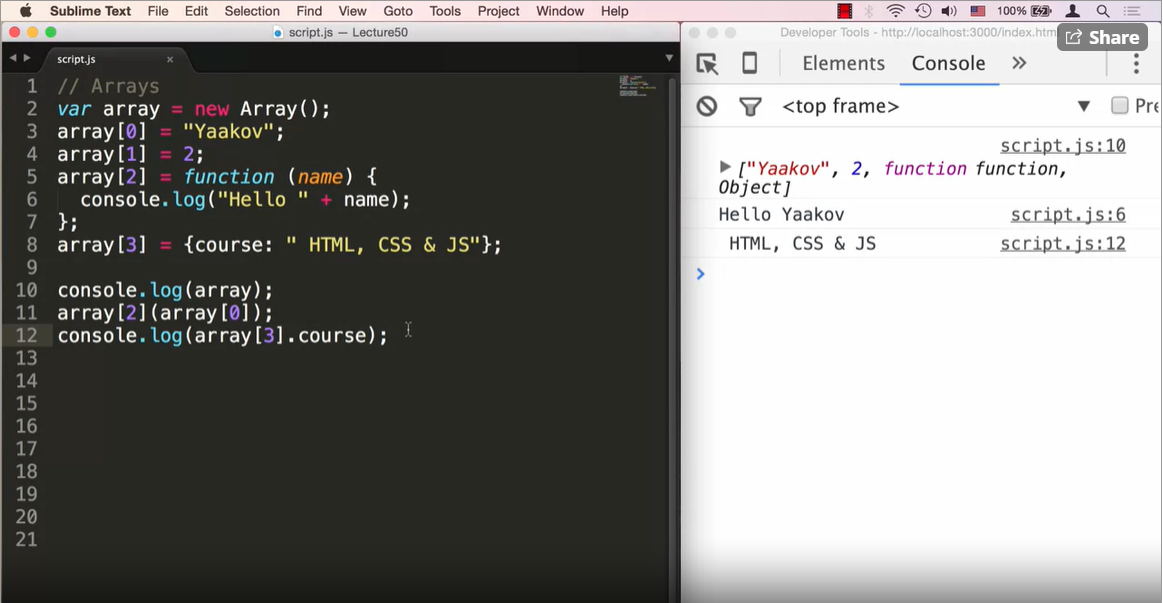 Sublime Text File Edit Selection Find View Goto Tools Project Window Help 100%
script.js — Lecture50
Developer Tools - http://localhost:3000/index.htm
Share
script.js ×
Elements Console »
<top frame> ▼ Pre
1 // Arrays
2 var array = new Array();
3 array[0] = "Yaakov";
4 array[1] = 2;
5 array[2] = function (name) {
6 console.log("Hello " + name);
7 };
8 array[3] = {course: " HTML, CSS & JS"};
9
10 console.log(array);
11 array[2](array[0]);
12 console.log(array[3].course);
13
14
15
16
17
18
19
20
21
script.js:10
▶ ["Yaakov", 2, function function,
Object]
Hello Yaakov script.js:6
HTML, CSS & JS script.js:12
>